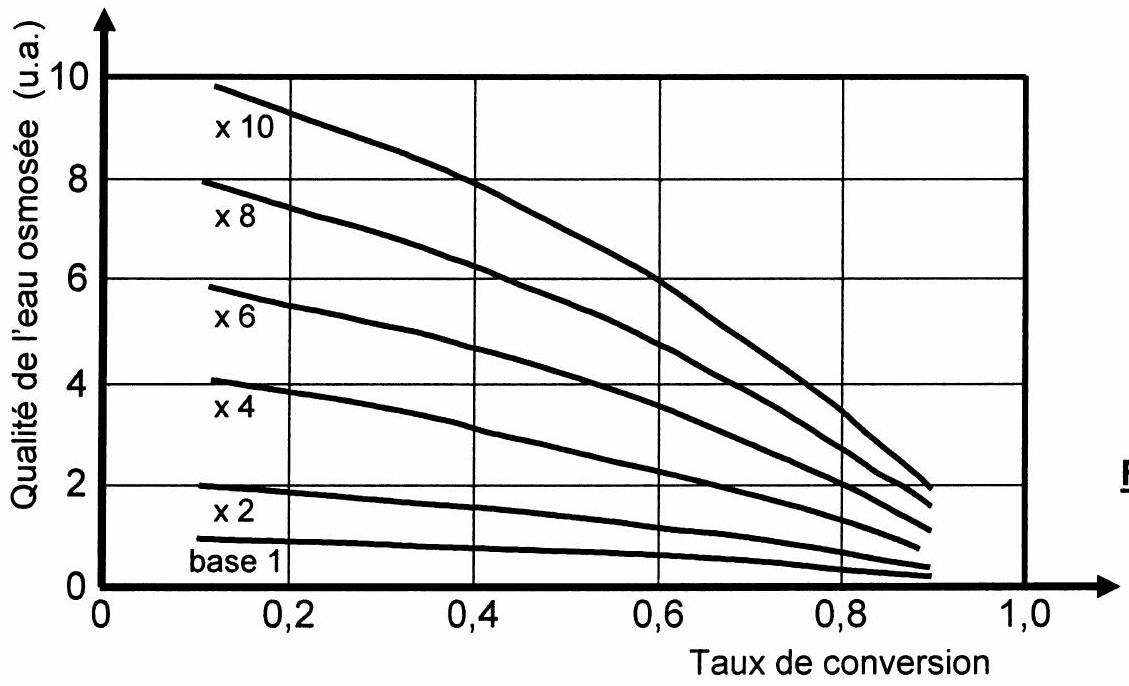 Qualité de l'eau osmosée (u.a.)
10
8
6
4
2
0
x 10
x 8
x 6
x 4
x 2
base 1
0
0,2
0,4
0,6
0,8
1,0
Taux de conversion